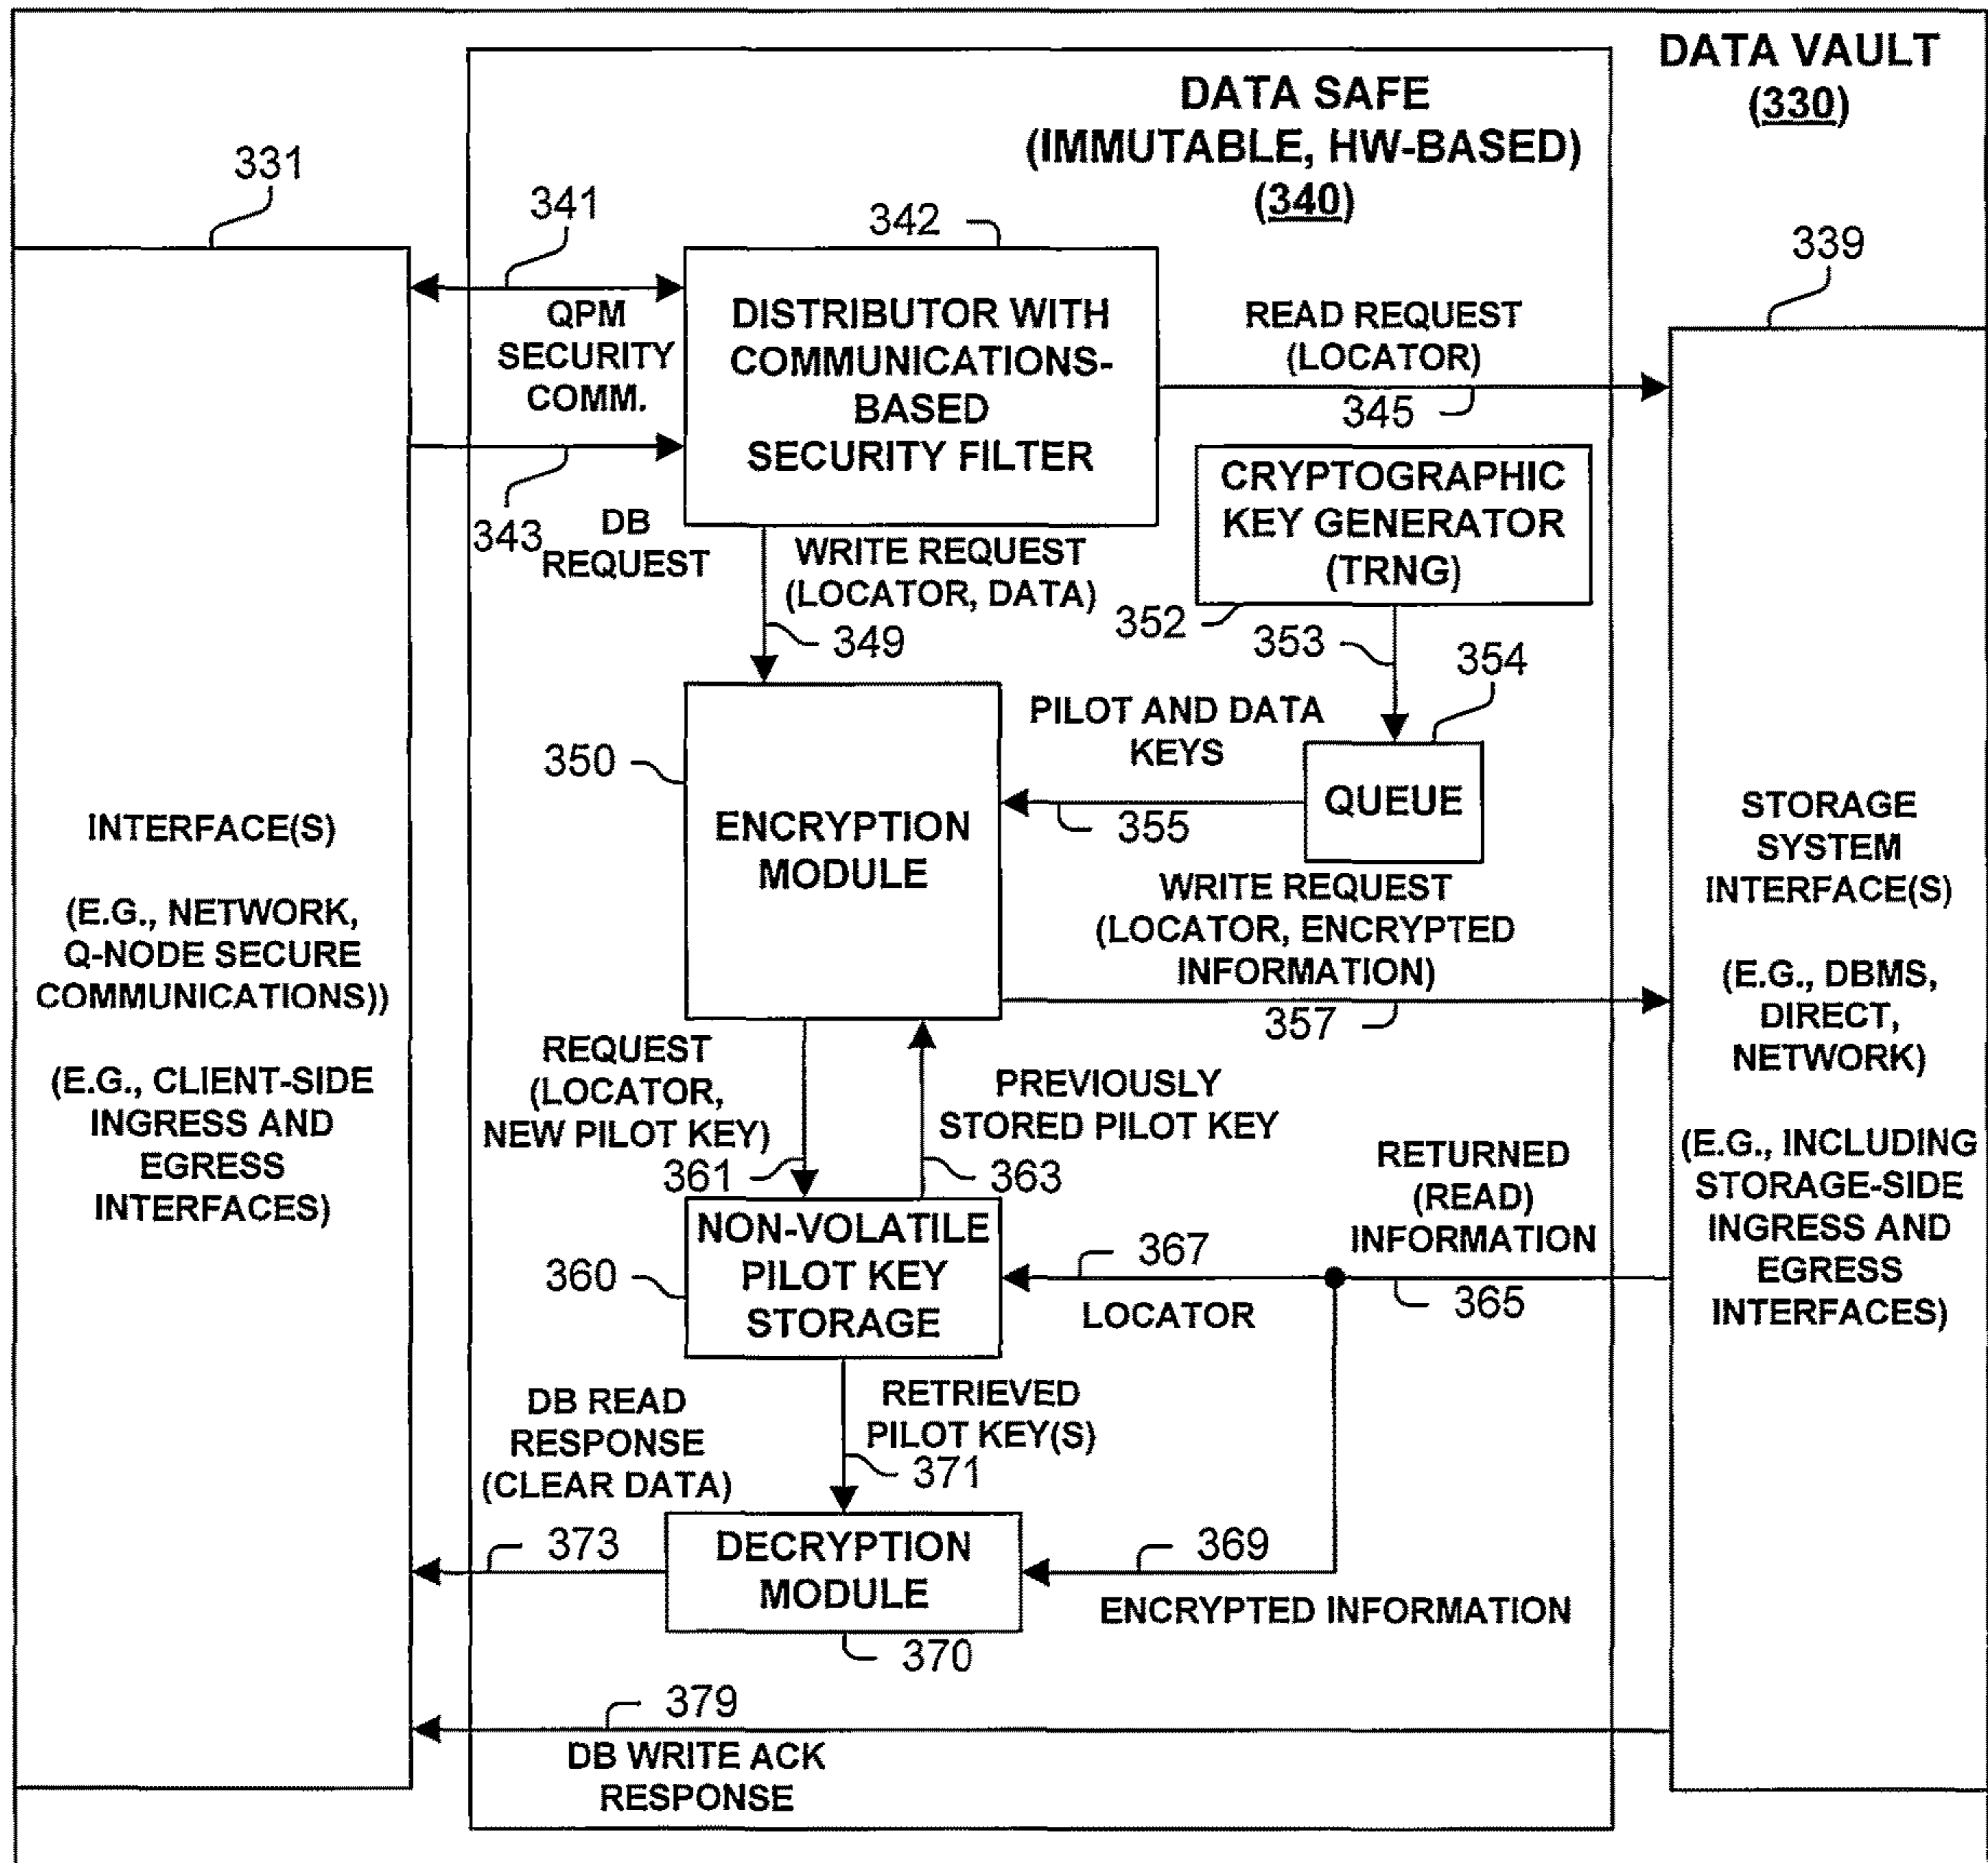 DATA VAULT
(330)
DATA SAFE
(IMMUTABLE, HW-BASED)
(340)
331
341
342
339
QPM
SECURITY
COMM.
DISTRIBUTOR WITH
COMMUNICATIONS-
BASED
SECURITY FILTER
READ REQUEST
(LOCATOR)
345
343
DB
REQUEST
WRITE REQUEST
(LOCATOR, DATA)
349
CRYPTOGRAPHIC
KEY GENERATOR
(TRNG)
352
353
354
PILOT AND DATA
KEYS
350
ENCRYPTION
MODULE
355
QUEUE
WRITE REQUEST
(LOCATOR, ENCRYPTED
INFORMATION)
357
INTERFACE(S)
(E.G., NETWORK,
Q-NODE SECURE
COMMUNICATIONS))
(E.G., CLIENT-SIDE
INGRESS AND
EGRESS
INTERFACES)
STORAGE
SYSTEM
INTERFACE(S)
(E.G., DBMS,
DIRECT,
NETWORK)
(E.G., INCLUDING
STORAGE-SIDE
INGRESS AND
EGRESS
INTERFACES)
REQUEST
(LOCATOR,
NEW PILOT KEY)
361
PREVIOUSLY
STORED PILOT KEY
363
RETURNED
(READ)
INFORMATION
365
360
NON-VOLATILE
PILOT KEY
STORAGE
367
LOCATOR
DB READ
RESPONSE
(CLEAR DATA)
RETRIEVED
PILOT KEY(S)
371
373
DECRYPTION
MODULE
370
369
ENCRYPTED INFORMATION
379
DB WRITE ACK
RESPONSE